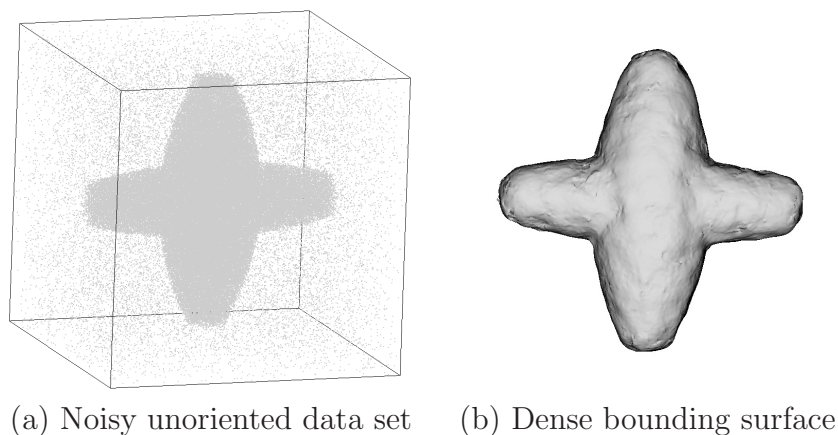 (a) Noisy unoriented data set
(b) Dense bounding surface